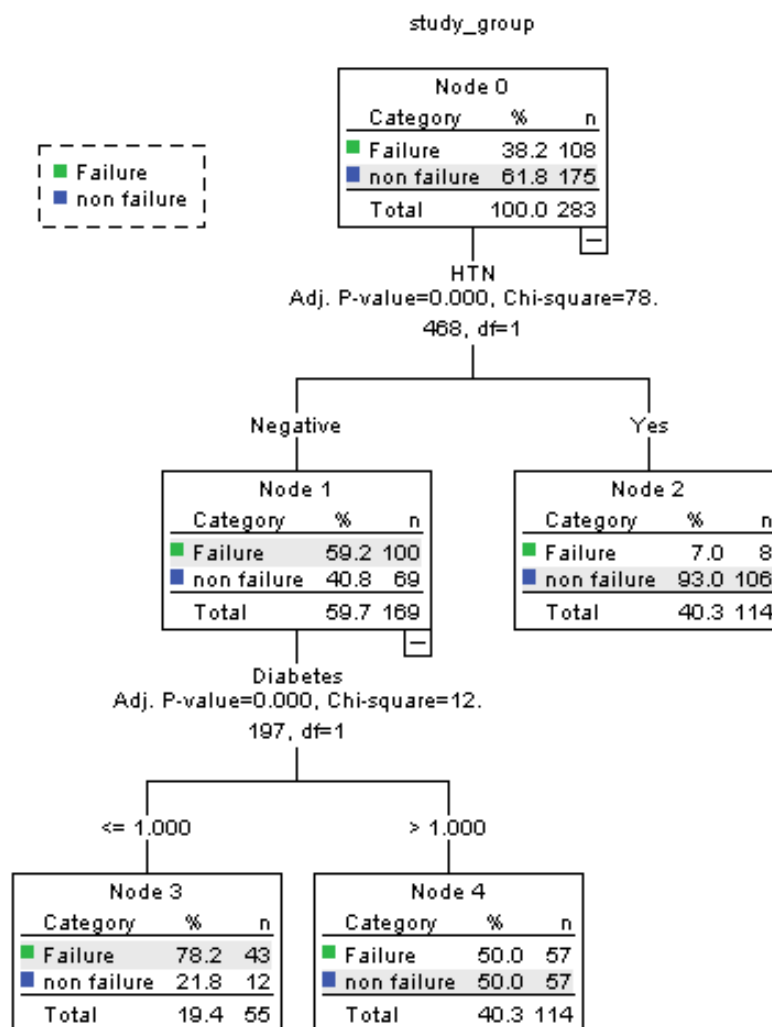 study_group
Node 0
Category % n
Failure 38.2 108
non failure 61.8 175
Total 100.0 283
Failure
non failure
HTN
Adj. P-value=0.000, Chi-square=78.
468, df=1
Negative
Yes
Node 1
Category % n
Failure 59.2 100
non failure 40.8 69
Total 59.7 169
Node 2
Category % n
Failure 7.0 8
non failure 93.0 106
Total 40.3 114
Diabetes
Adj. P-value=0.000, Chi-square=12.
197, df=1
<= 1.000
> 1.000
Node 3
Category % n
Failure 78.2 43
non failure 21.8 12
Total 19.4 55
Node 4
Category % n
Failure 50.0 57
non failure 50.0 57
Total 40.3 114